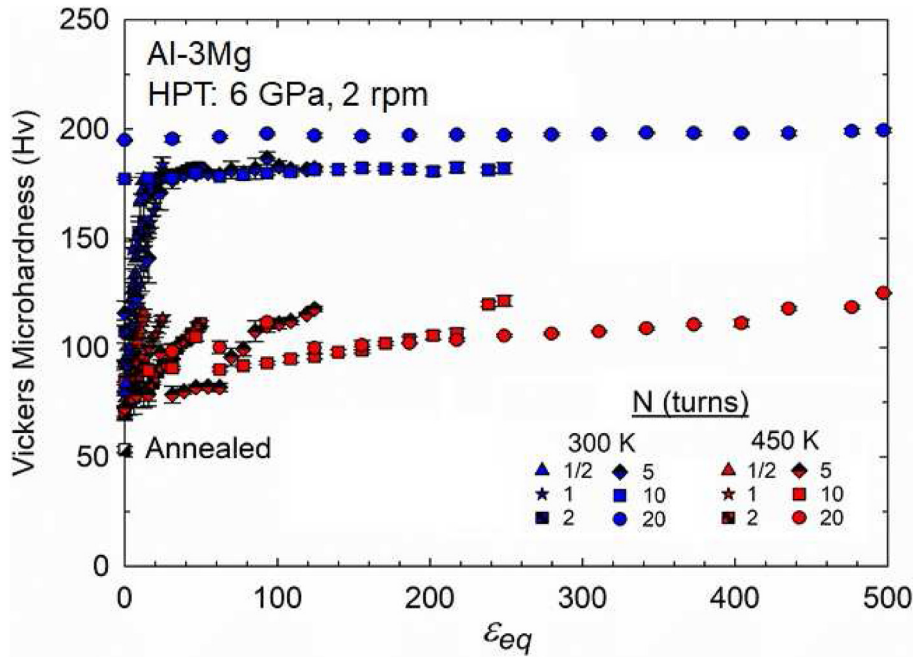 Al-3Mg
HPT: 6 GPa, 2 rpm
Vickers Microhardness (Hv)
250
200
150
100
50
0
Annealed
N (turns)
300 K 450 K
1/2 5 1/2 5
1 10 1 10
2 20 2 20
0 100 200 300 400 500
εeq